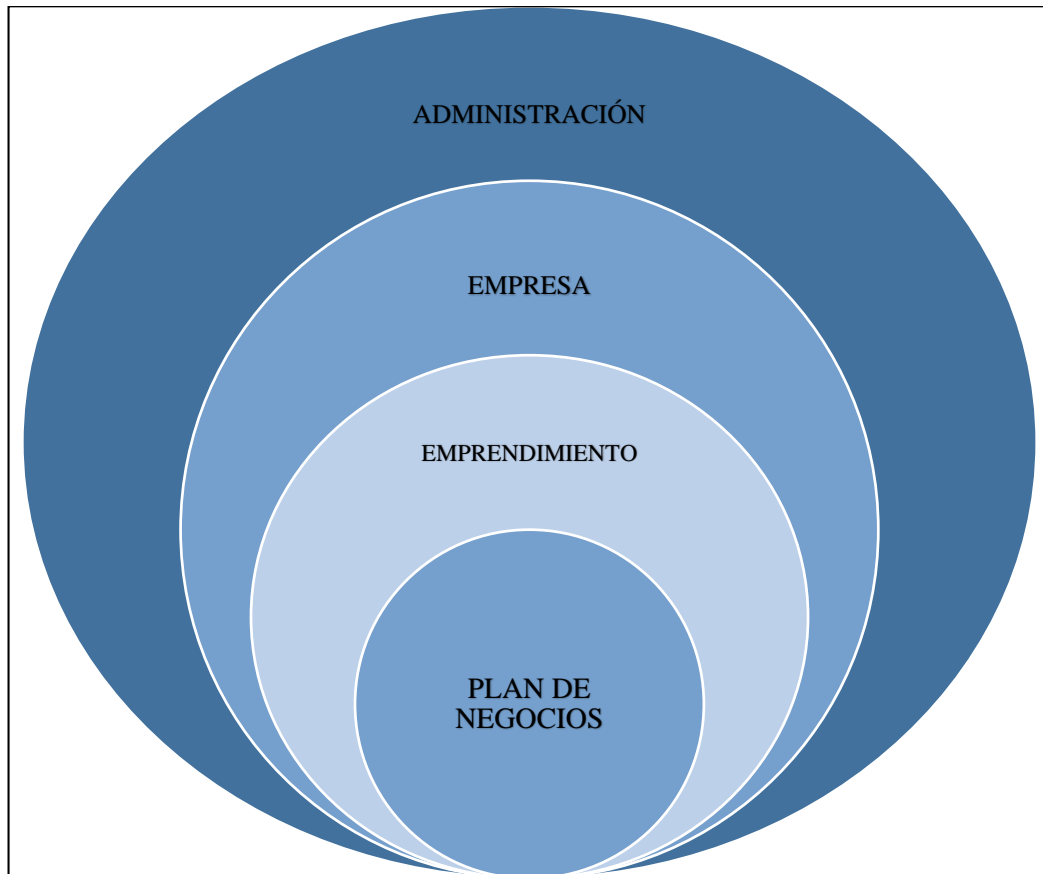 ADMINISTRACIÓN
EMPRESA
EMPRENDIMIENTO
PLAN DE
NEGOCIOS